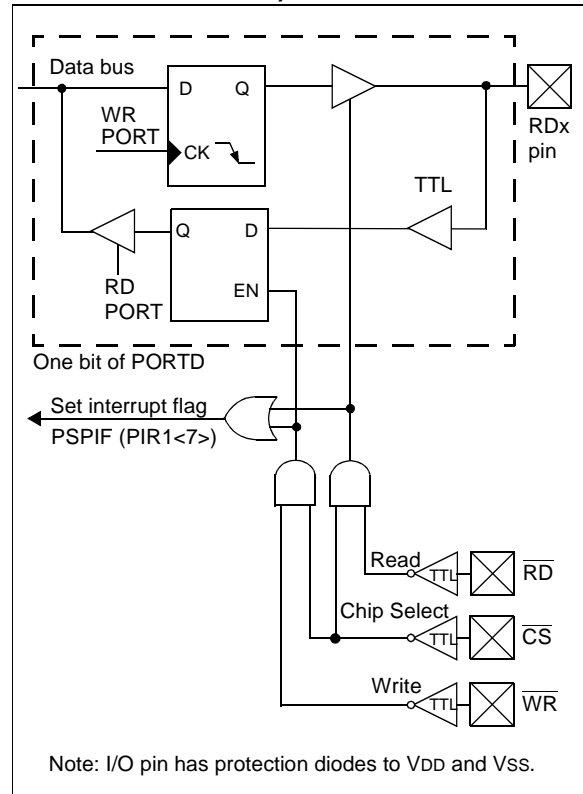 Data bus
D Q
WR
PORT
CK
RDx
pin
TTL
Q D
EN
RD
PORT
One bit of PORTD
Set interrupt flag
PSPIF (PIR1<7>)
Read
TTL
RD
Chip Select
TTL
CS
Write
TTL
WR
Note: I/O pin has protection diodes to VDD and VSS.